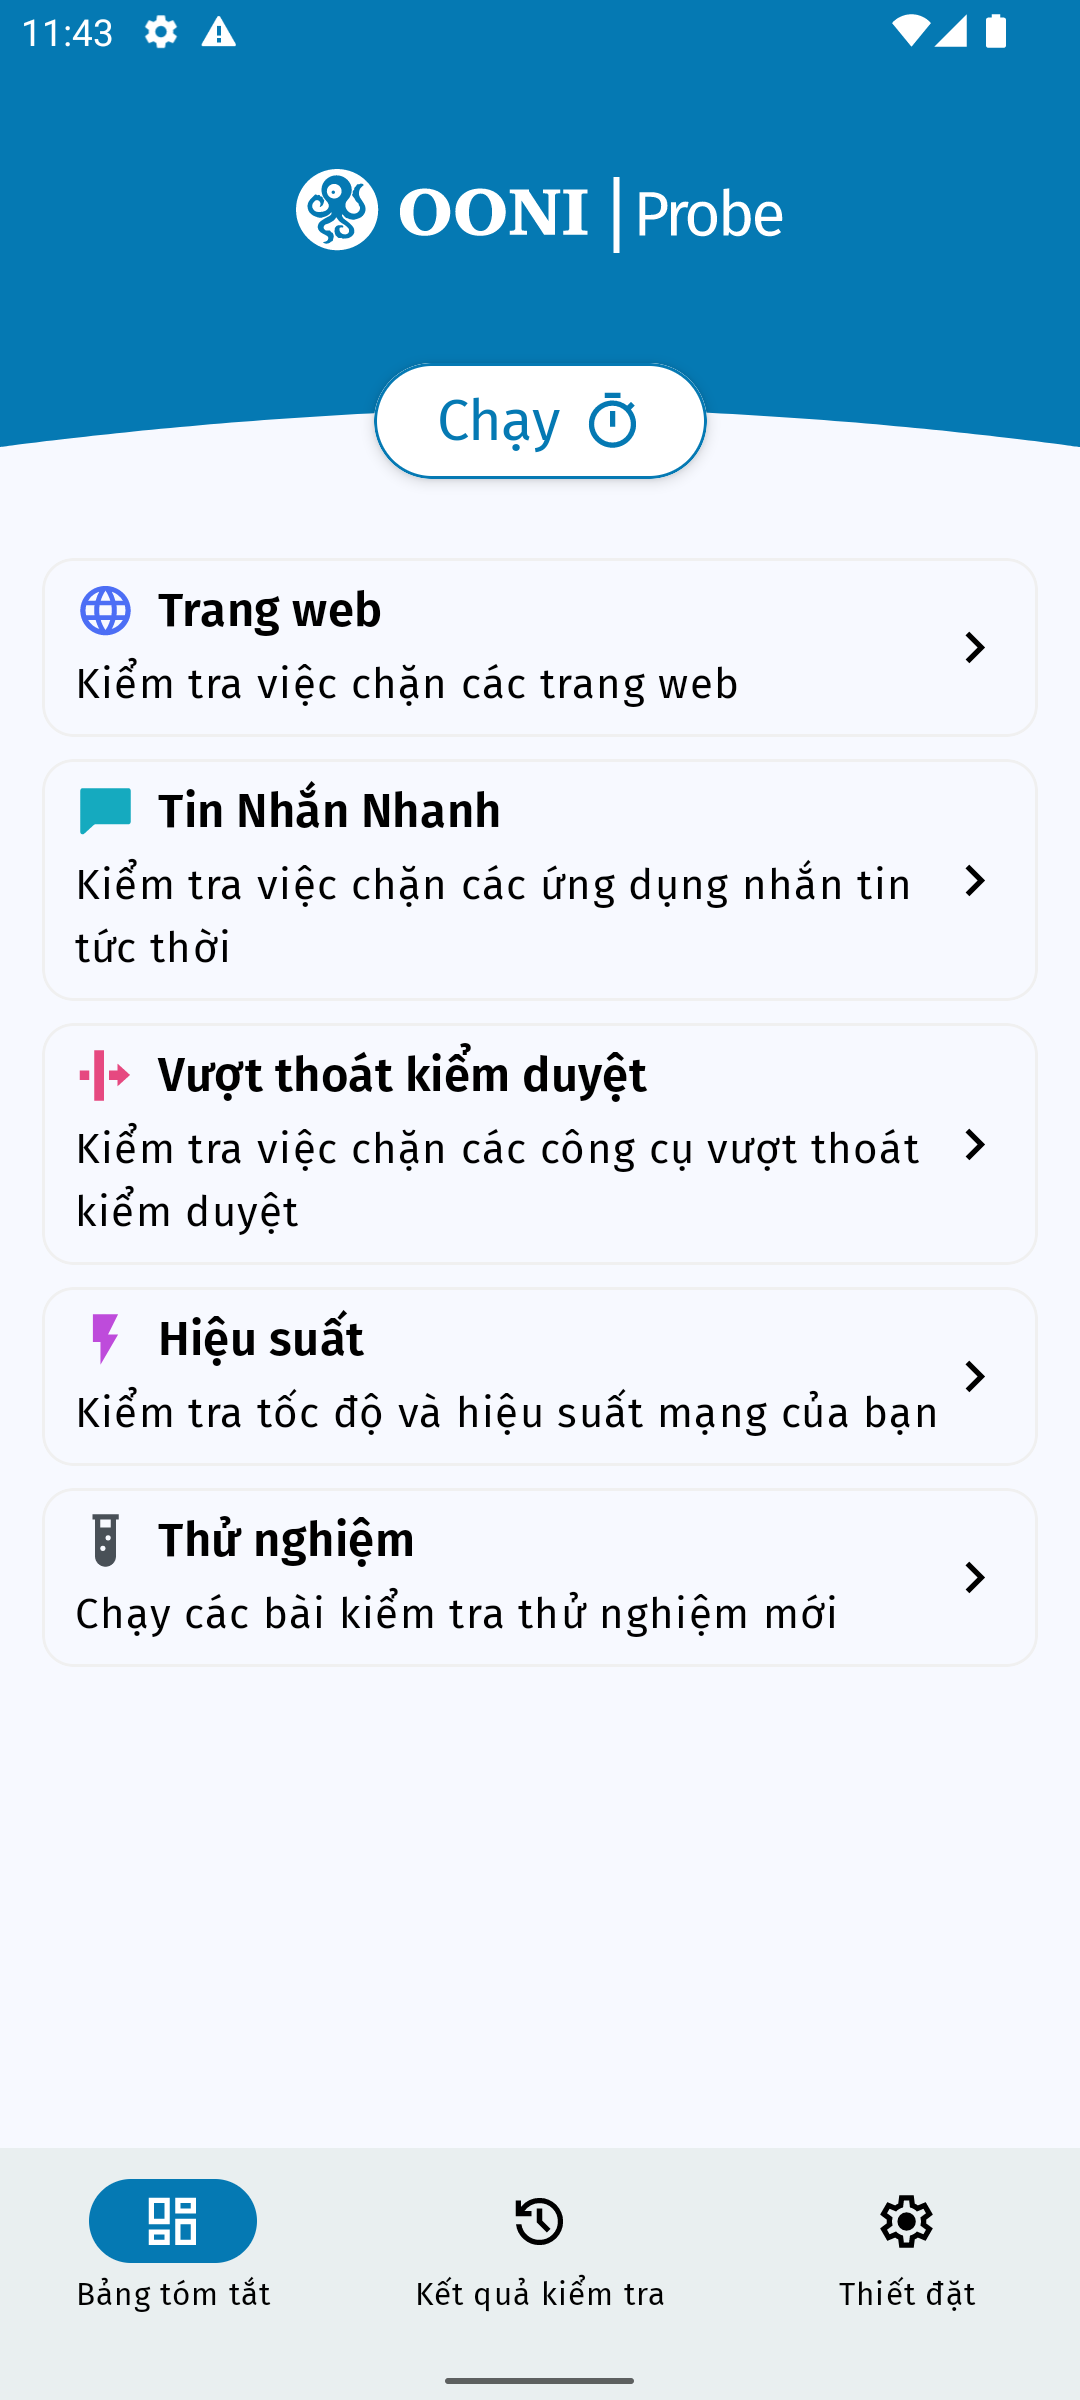 11:43
OONI | Probe
Chạy
Trang web
Kiểm tra việc chặn các trang web
Tin Nhắn Nhanh
Kiểm tra việc chặn các ứng dụng nhắn tin
tức thời
Vượt thoát kiểm duyệt
Kiểm tra việc chặn các công cụ vượt thoát
kiểm duyệt
Hiệu suất
Kiểm tra tốc độ và hiệu suất mạng của bạn
Thử nghiệm
Chạy các bài kiểm tra thử nghiệm mới
Bảng tóm tắt
Kết quả kiểm tra
Thiết đặt